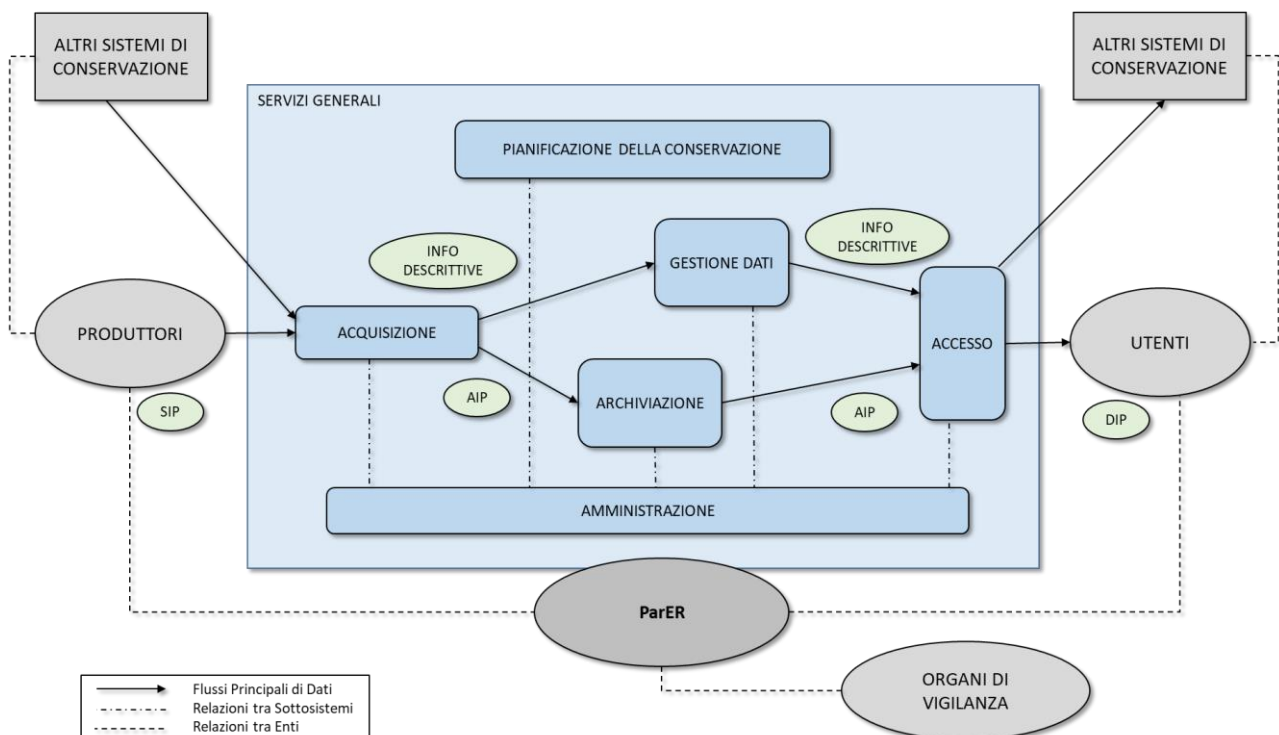 ALTRI SISTEMI DI
CONSERVAZIONE
ALTRI SISTEMI DI
CONSERVAZIONE
SERVIZI GENERALI
PIANIFICAZIONE DELLA CONSERVAZIONE
INFO
DESCRITTIVE
GESTIONE DATI
INFO
DESCRITTIVE
PRODUTTORI
ACQUISIZIONE
ACCESSO
UTENTI
SIP
AIP
ARCHIVIAZIONE
AIP
DIP
AMMINISTRAZIONE
ParER
ORGANI DI
VIGILANZA
Flussi Principali di Dati
Relazioni tra Sottosistemi
Relazioni tra Enti